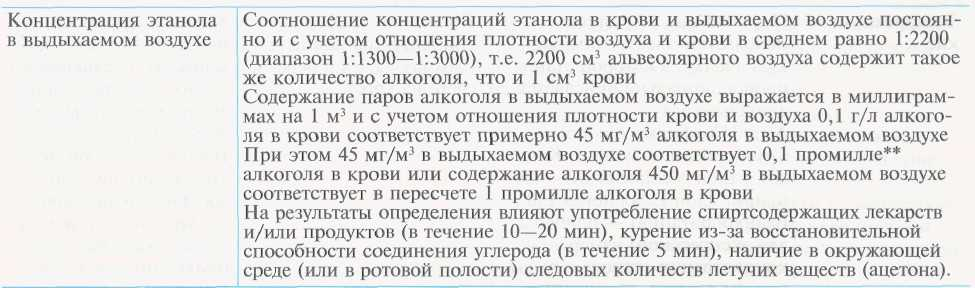 Концентрация этанола
в выдыхаемом воздухе
Соотношение концентраций этанола в крови и выдыхаемом воздухе постоян-
но и с учетом отношения плотности воздуха и крови в среднем равно 1:2200
(диапазон 1:1300—1:3000), т.е. 2200 см³ альвеолярного воздуха содержит такое
же количество алкоголя, что и 1 см³ крови
Содержание паров алкоголя в выдыхаемом воздухе выражается в миллиграм-
мах на 1 м³ и с учетом отношения плотности крови и воздуха 0,1 г/л алкого-
ля в крови соответствует примерно 45 мг/м³ алкоголя в выдыхаемом воздухе
При этом 45 мг/м³ в выдыхаемом воздухе соответствует 0,1 промилле**
алкоголя в крови или содержание алкоголя 450 мг/м³ в выдыхаемом воздухе
соответствует в пересчете 1 промилле алкоголя в крови
На результаты определения влияют употребление спиртсодержащих лекарств
и/или продуктов (в течение 10—20 мин), курение из-за восстановительной
способности соединения углерода (в течение 5 мин), наличие в окружающей
среде (или в ротовой полости) следовых количеств летучих веществ (ацетона).